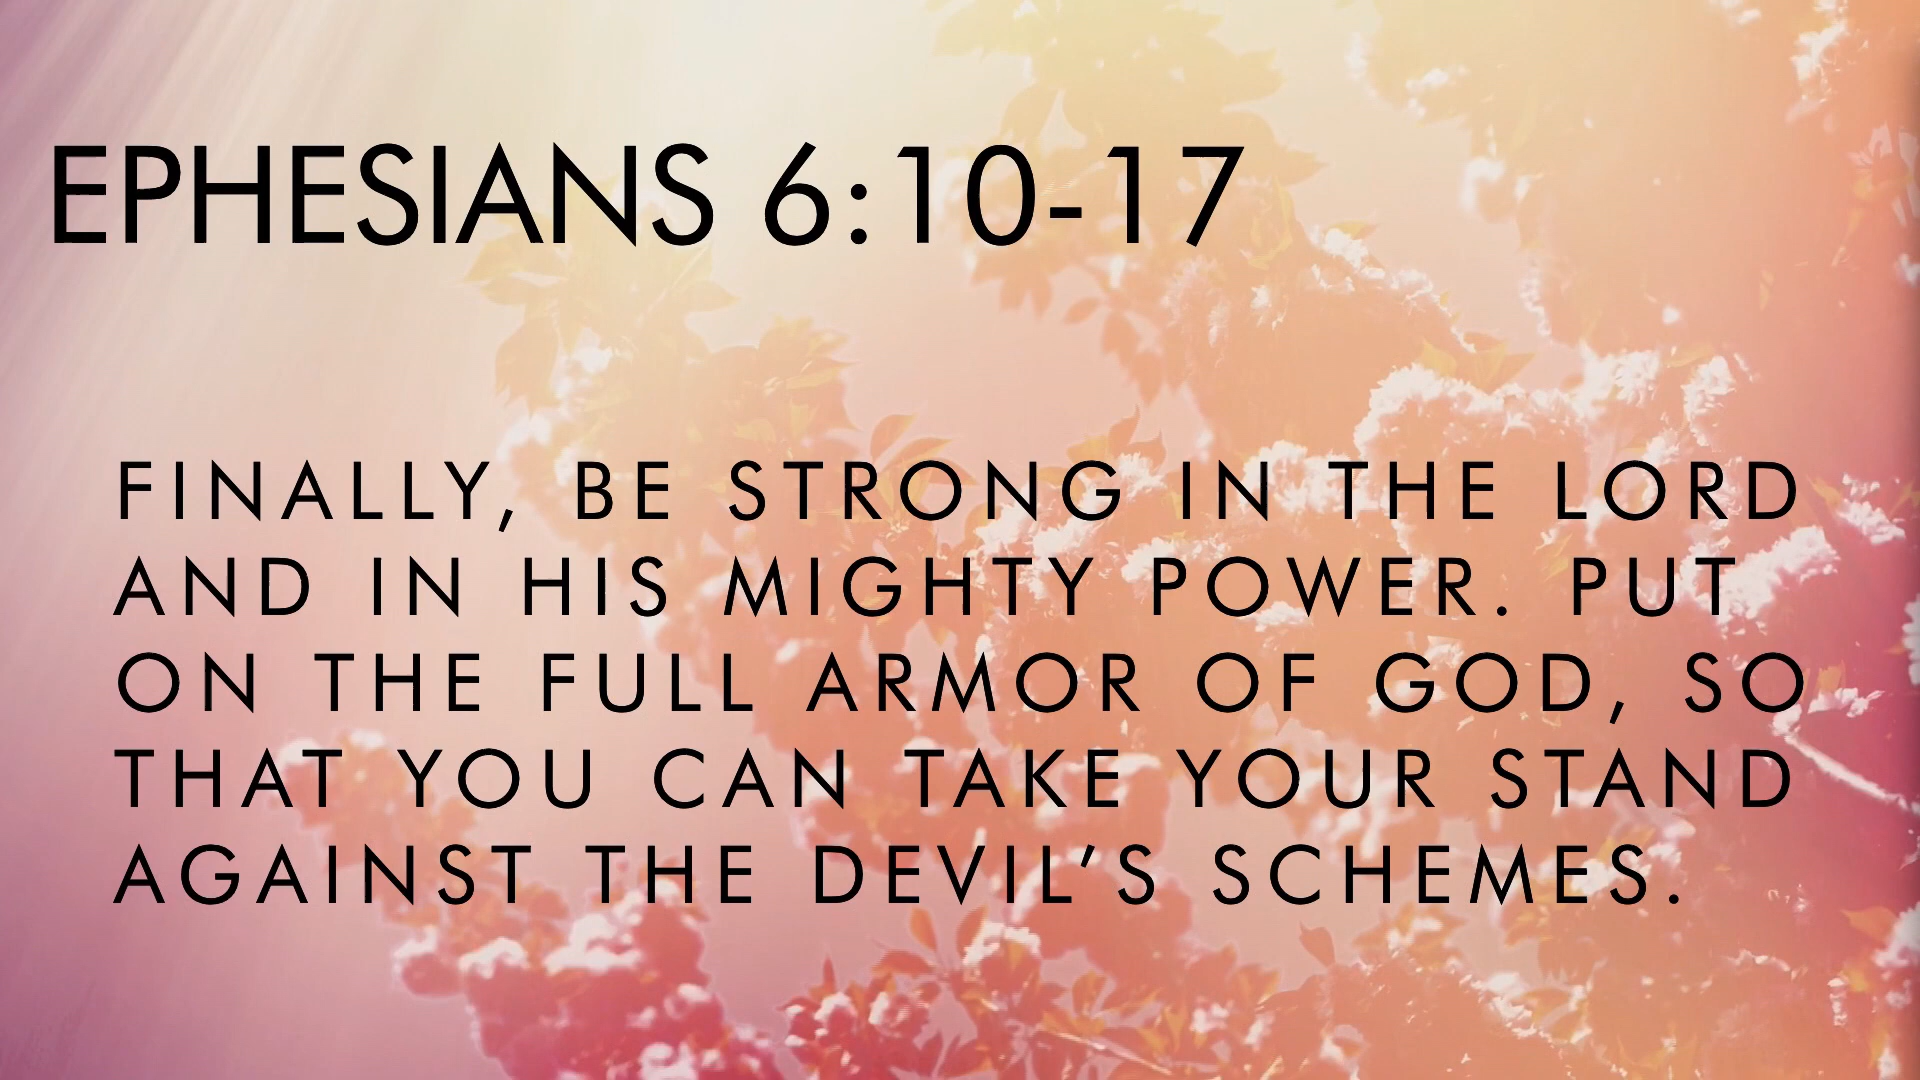 EPHESIANS 6:10-17
FINALLY, BE STRONG IN THE LORD
AND IN HIS MIGHTY POWER. PUT
ON THE FULL ARMOR OF GOD, SO
THAT YOU CAN TAKE YOUR STAND
AGAINST THE DEVIL’S SCHEMES.